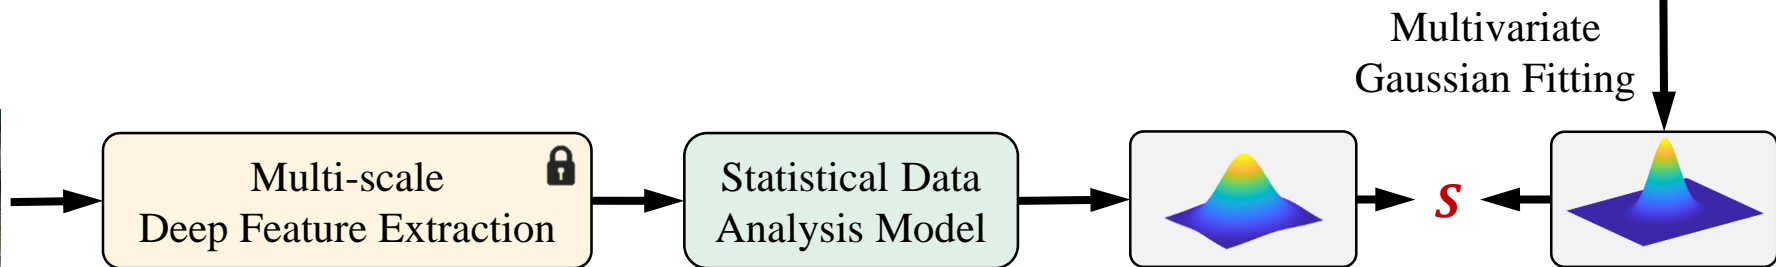 Multivariate
Gaussian Fitting
Multi-scale
Deep Feature Extraction
Statistical Data
Analysis Model
S